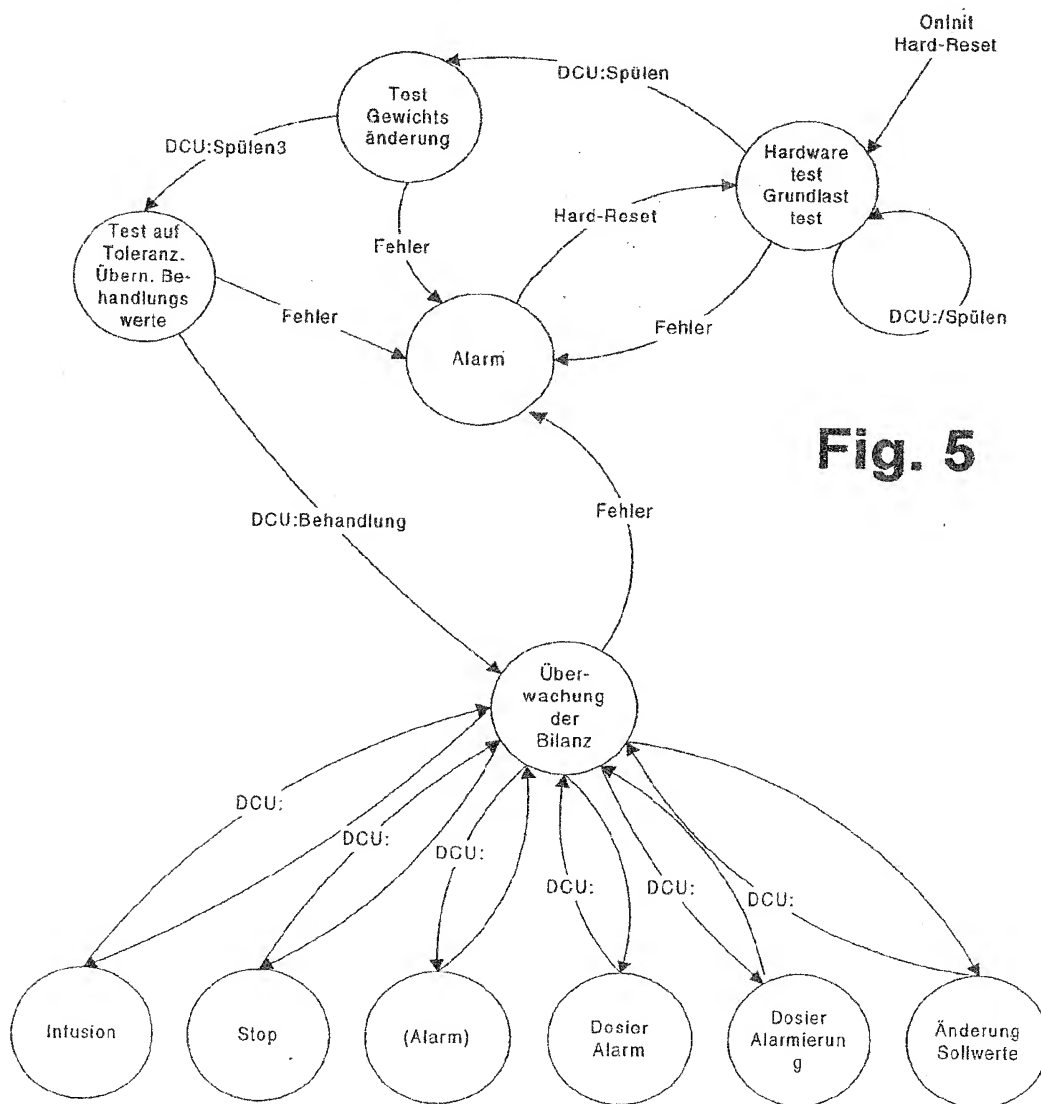 OnInit
Hard-Reset
DCU:Spülen
Test
Gewichts
änderung
DCU:Spülen3
Hardware
test
Grundlast
test
Hard-Reset
Test auf
Toleranz.
Übern. Be-
handlungs
werte
Fehler
Fehler
Fehler
DCU:/Spülen
Alarm
Fig. 5
DCU:Behandlung
Fehler
Über-
wachung
der
Bilanz
DCU:
DCU:
DCU:
DCU:
DCU:
DCU:
Infusion
Stop
(Alarm)
Dosier
Alarm
Dosier
Alarmierun
g
Änderung
Sollwerte